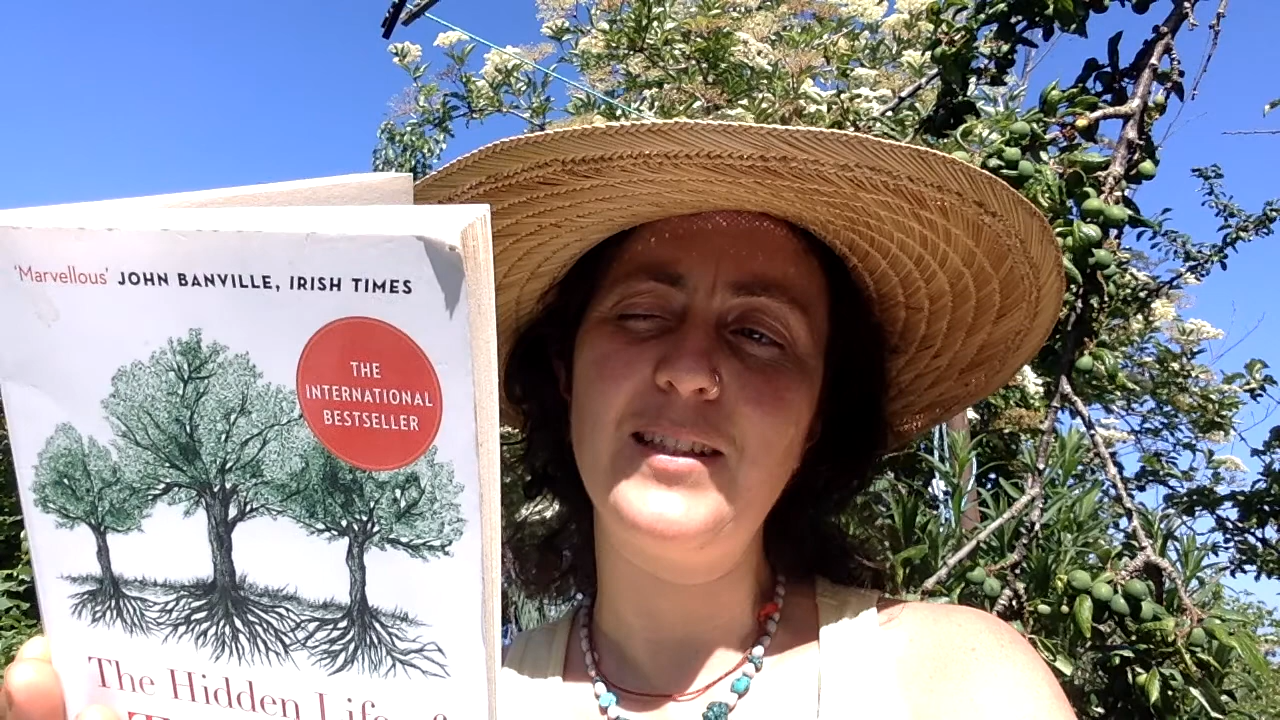 'Marvellous' JOHN BANVILLE, IRISH TIMES
THE
INTERNATIONAL
BESTSELLER
The Hidden Life